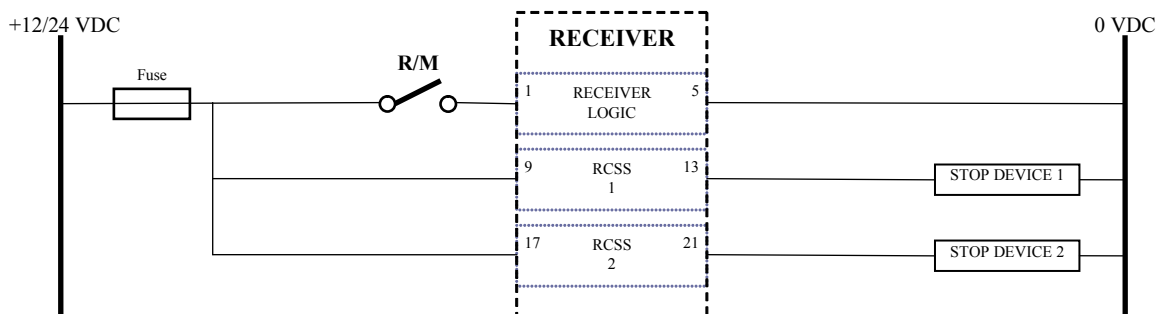 +12/24 VDC
0 VDC
RECEIVER
Fuse
R/M
1 RECEIVER 5
LOGIC
9 RCSS 13
1
STOP DEVICE 1
17 RCSS 21
2
STOP DEVICE 2